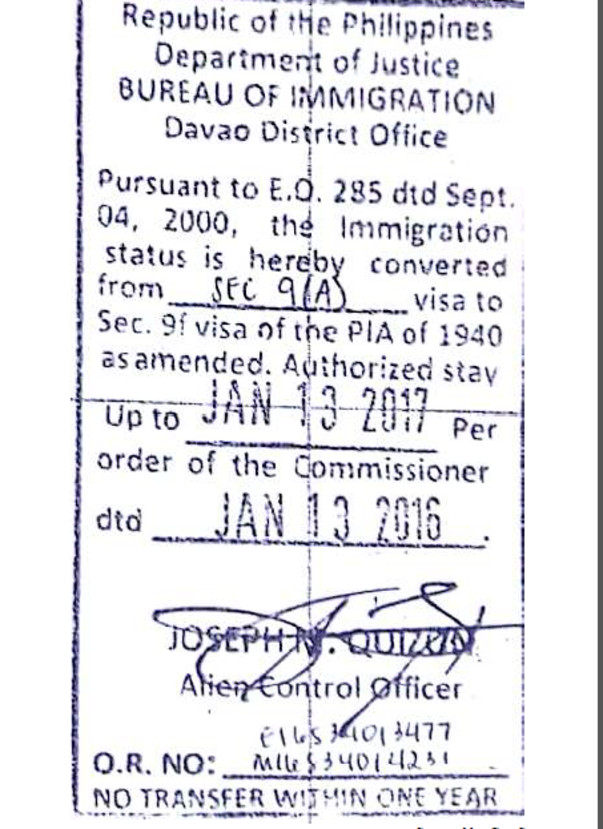 Republic of the Philippines
Department of Justice
BUREAU OF IMMIGRATION
Davao District Office
Pursuant to E.O. 285 dtd Sept.
04, 2000, the Immigration
status is hereby converted
from SEC 9(A) visa to
Sec. 9f visa of the PIA of 1940
as amended. Authorized stay
Up to JAN 13 2017 Per
order of the Commissioner
dtd JAN 13 2016.
JOSEPH
Alien Control Officer
O.R. NO:
NO TRANSFER WITHIN ONE YEAR